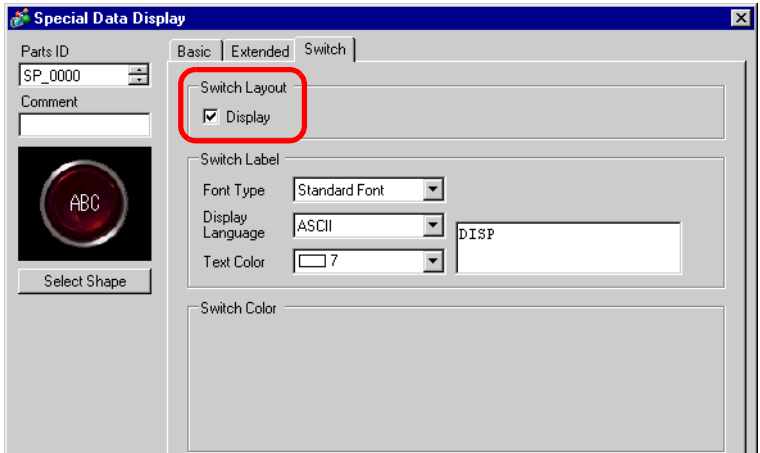 Special Data Display
Parts ID
SP_0000
Comment
ABC
Select Shape
Basic
Extended
Switch
Switch Layout
Display
Switch Label
Font Type
Standard Font
Display
Language
ASCII
Text Color
7
DISP
Switch Color